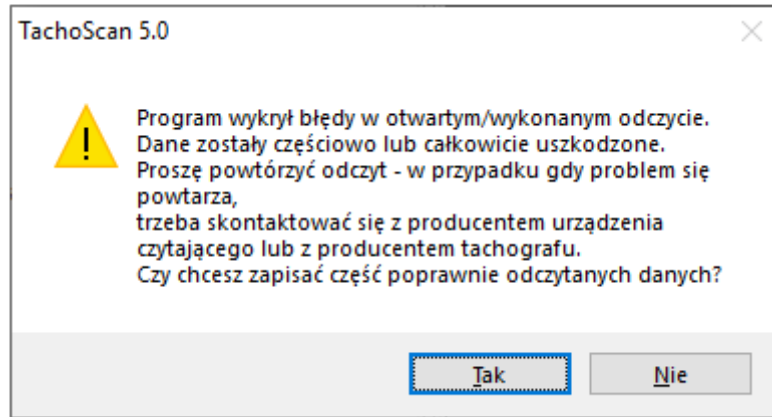 TachoScan 5.0
Program wykrył błędy w otwartym/wykonanym odczycie.
Dane zostały częściowo lub całkowicie uszkodzone.
Proszę powtórzyć odczyt - w przypadku gdy problem się
powtarza,
trzeba skontaktować się z producentem urządzenia
czytającego lub z producentem tachografu.
Czy chcesz zapisać część poprawnie odczytanych danych?
Tak Nie